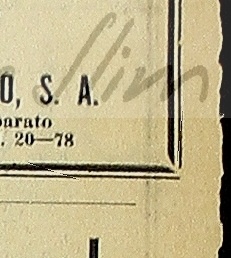 Slim
O, S. A.
parato
. 20—78